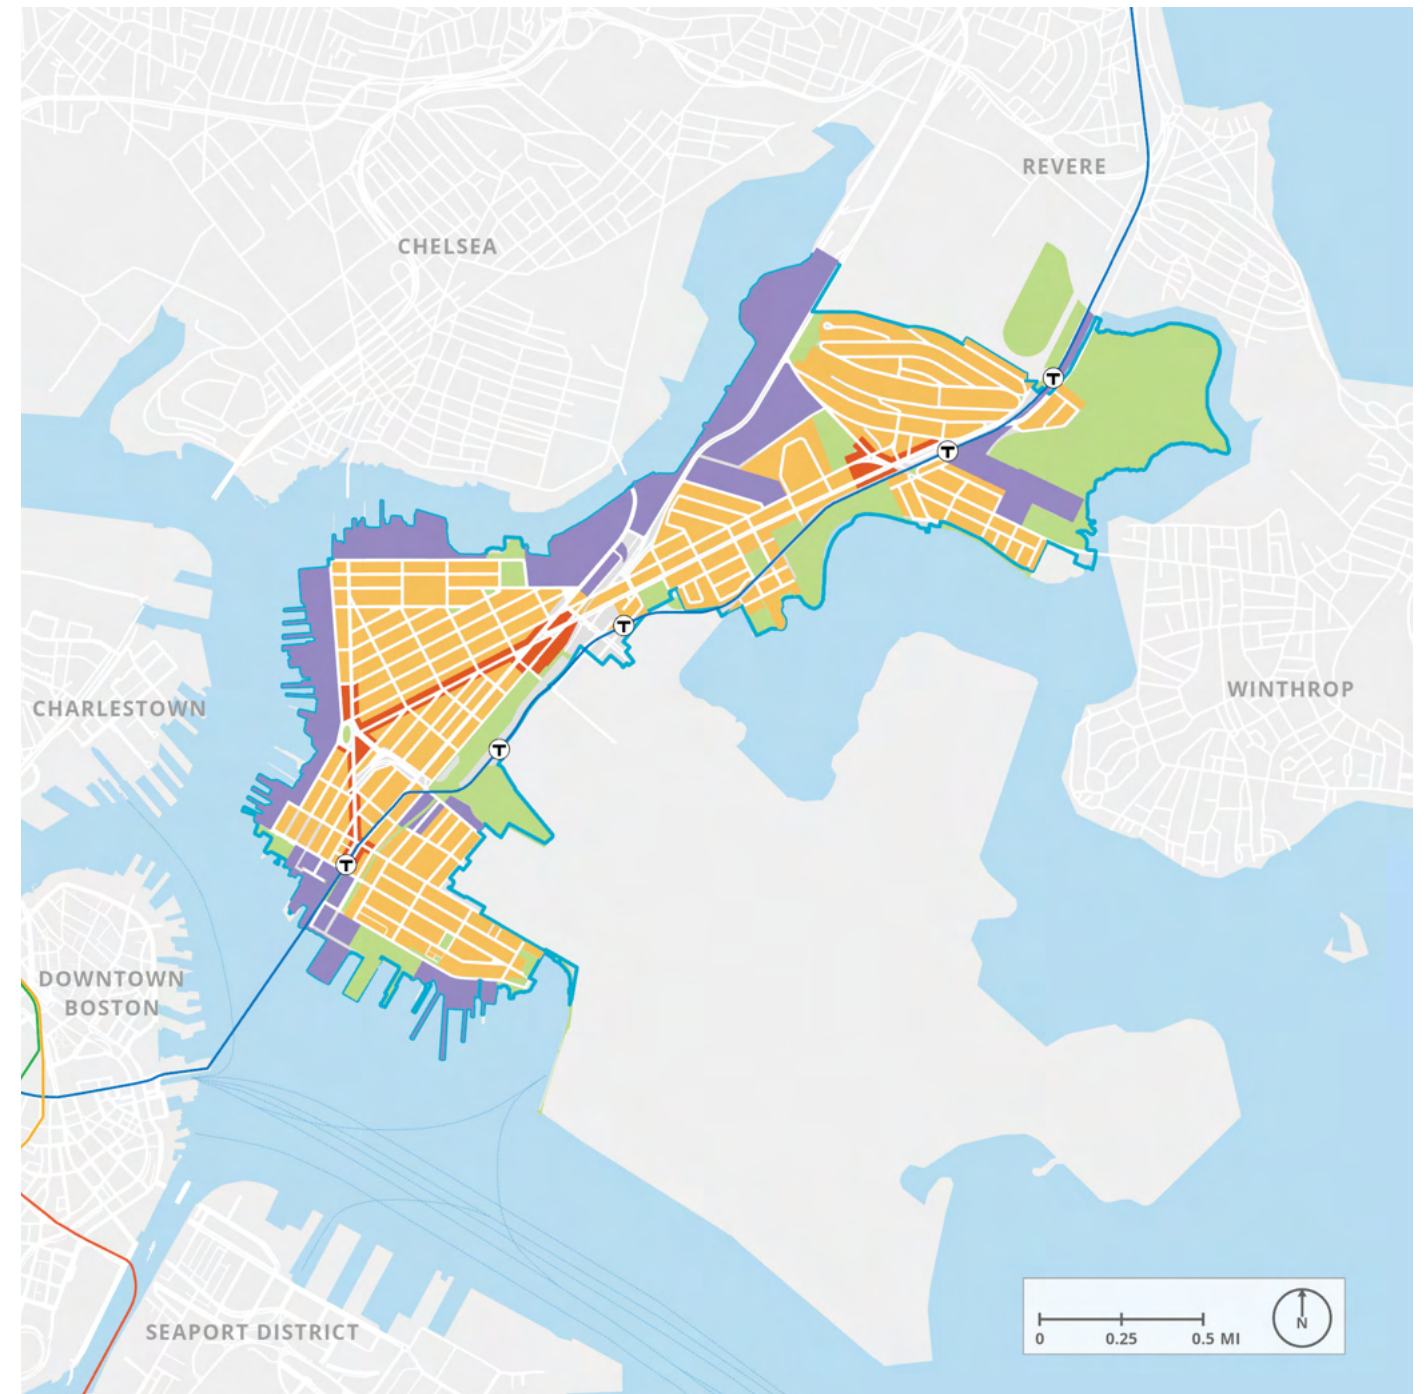 REVERE
CHELSEA
T
T
T
WINTHROP
CHARLESTOWN
T
T
DOWNTOWN
BOSTON
SEAPORT DISTRICT
N
0 0.25 0.5 MI